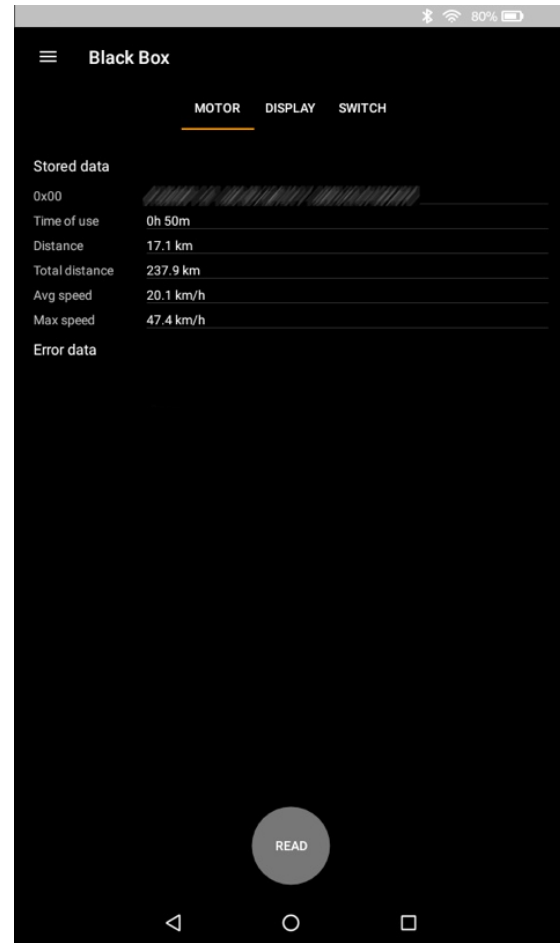 80%
Black Box
MOTOR DISPLAY SWITCH
Stored data
0x00
Time of use 0h 50m
Distance 17.1 km
Total distance 237.9 km
Avg speed 20.1 km/h
Max speed 47.4 km/h
Error data
READ